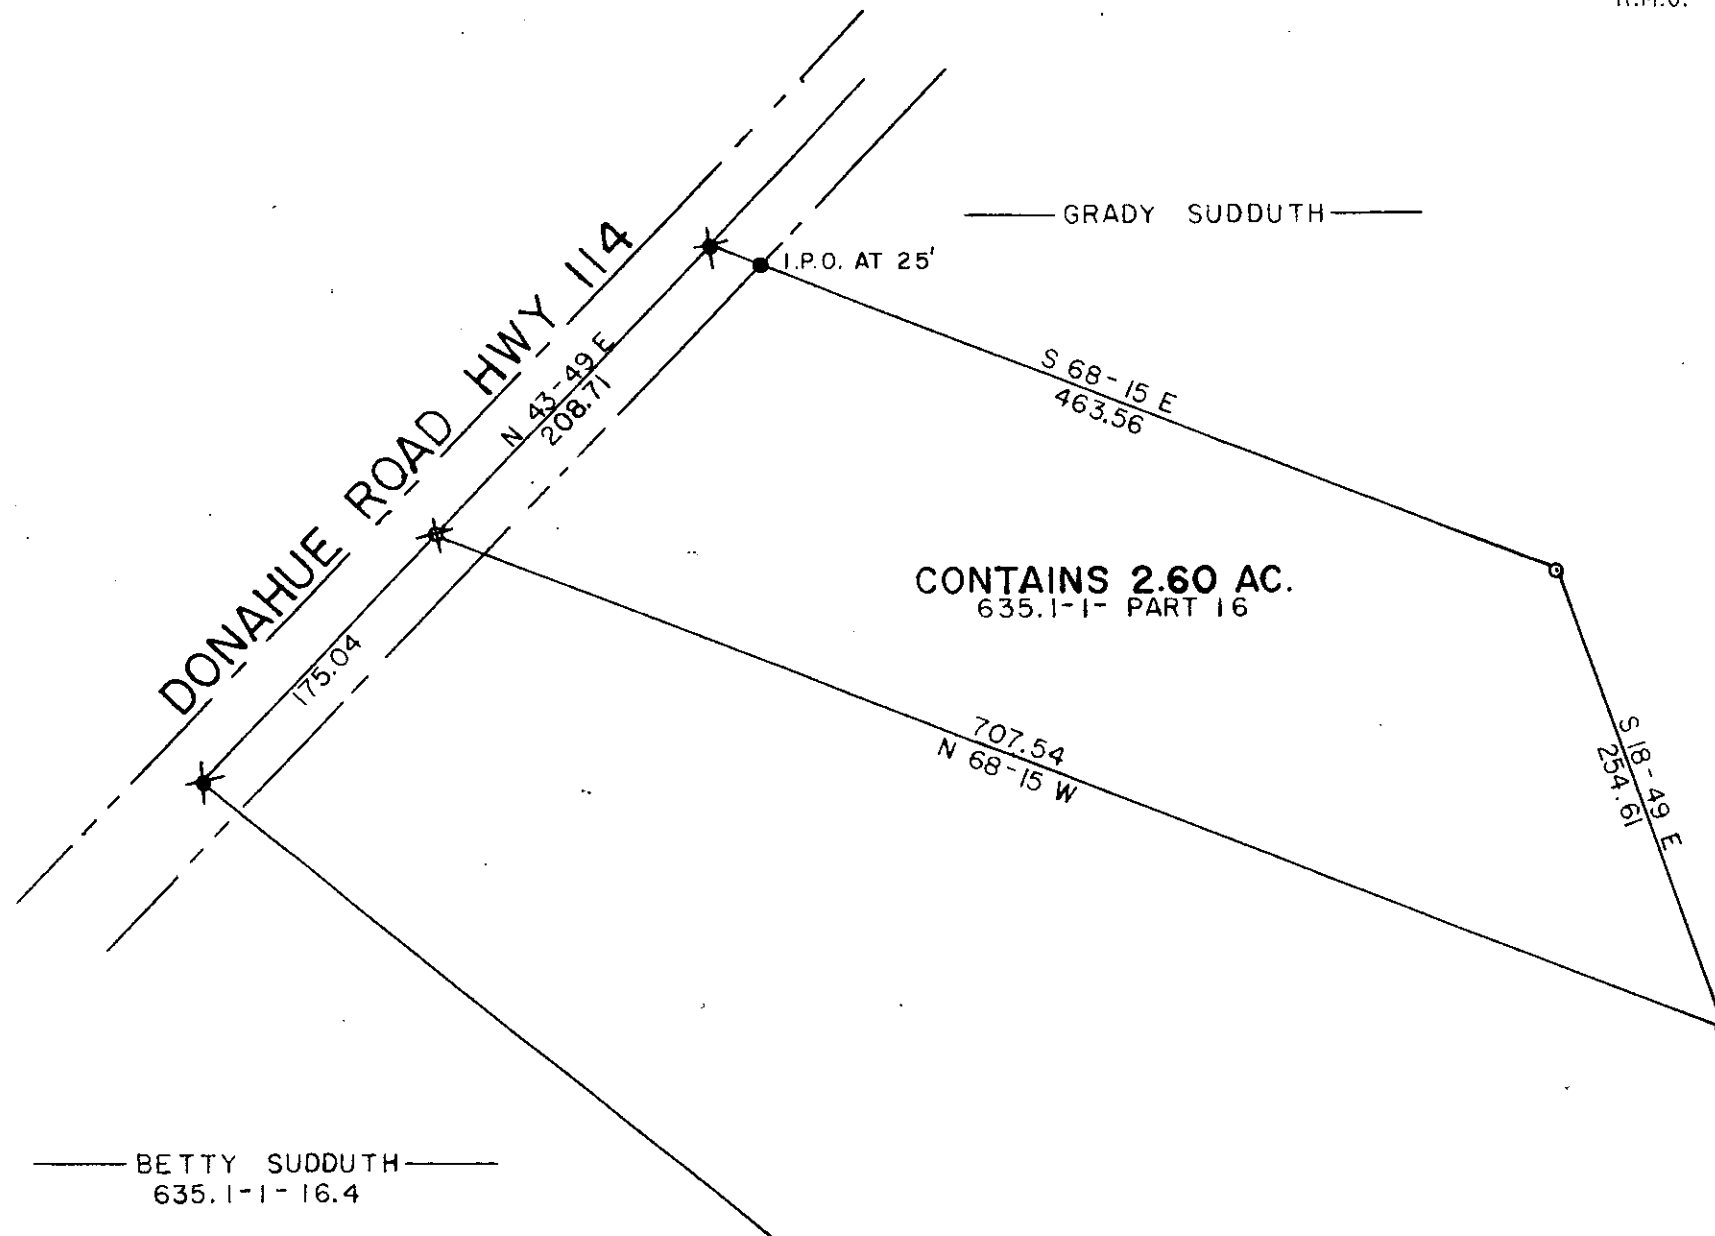 GRADY SUDDUTH
I.P.O. AT 25'
DONAHUE ROAD HWY 114
N 43-49 E
208.71
S 68-15 E
463.56
CONTAINS 2.60 AC.
635.1-1- PART 16
175.04
707.54
N 68-15 W
S 18-49 E
254.61
BETTY SUDDUTH
635.1-1-16.4